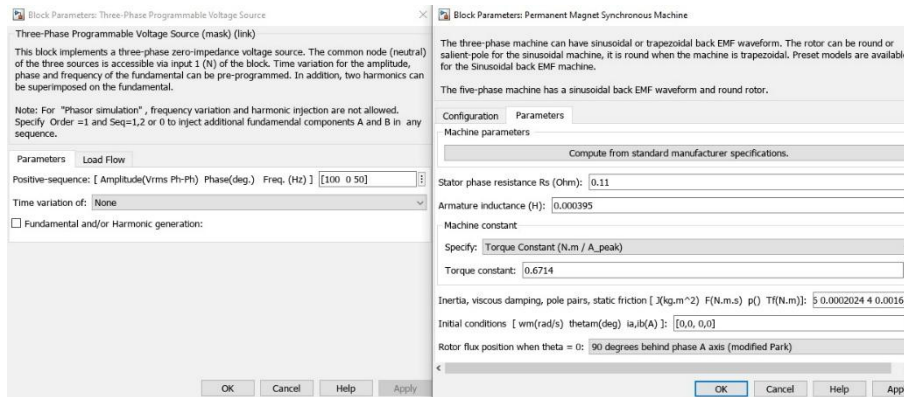 Block Parameters: Three-Phase Programmable Voltage Source
Three-Phase Programmable Voltage Source (mask) (link)
This block implements a three-phase zero-impedance voltage source. The common node (neutral)
of the three sources is accessible via input 1 (N) of the block. Time variation for the amplitude,
phase and frequency of the fundamental can be pre-programmed. In addition, two harmonics can
be superimposed on the fundamental.
Note: For "Phasor simulation" , frequency variation and harmonic injection are not allowed.
Specify Order =1 and Seq=1,2 or 0 to inject additional fundamendal components A and B in any
sequence.
Parameters Load Flow
Positive-sequence: [ Amplitude(Vrms Ph-Ph) Phase(deg.) Freq. (Hz) ] [100 0 50]
Time variation of: None
Fundamental and/or Harmonic generation:
OK Cancel Help Apply
Block Parameters: Permanent Magnet Synchronous Machine
The three-phase machine can have sinusoidal or trapezoidal back EMF waveform. The rotor can be round or
salient-pole for the sinusoidal machine, it is round when the machine is trapezoidal. Preset models are available
for the Sinusoidal back EMF machine.
The five-phase machine has a sinusoidal back EMF waveform and round rotor.
Configuration Parameters
Machine parameters
Compute from standard manufacturer specifications.
Stator phase resistance Rs (Ohm): 0.11
Armature inductance (H): 0.000395
Machine constant
Specify: Torque Constant (N.m / A_peak)
Torque constant: 0.6714
Inertia, viscous damping, pole pairs, static friction [ J(kg.m^2) F(N.m.s) p() Tf(N.m)]: 0.0002024 4 0.0016
Initial conditions [ wm(rad/s) thetam(deg) ia,ib(A) ]: [0,0, 0,0]
Rotor flux position when theta = 0: 90 degrees behind phase A axis (modified Park)
OK Cancel Help App